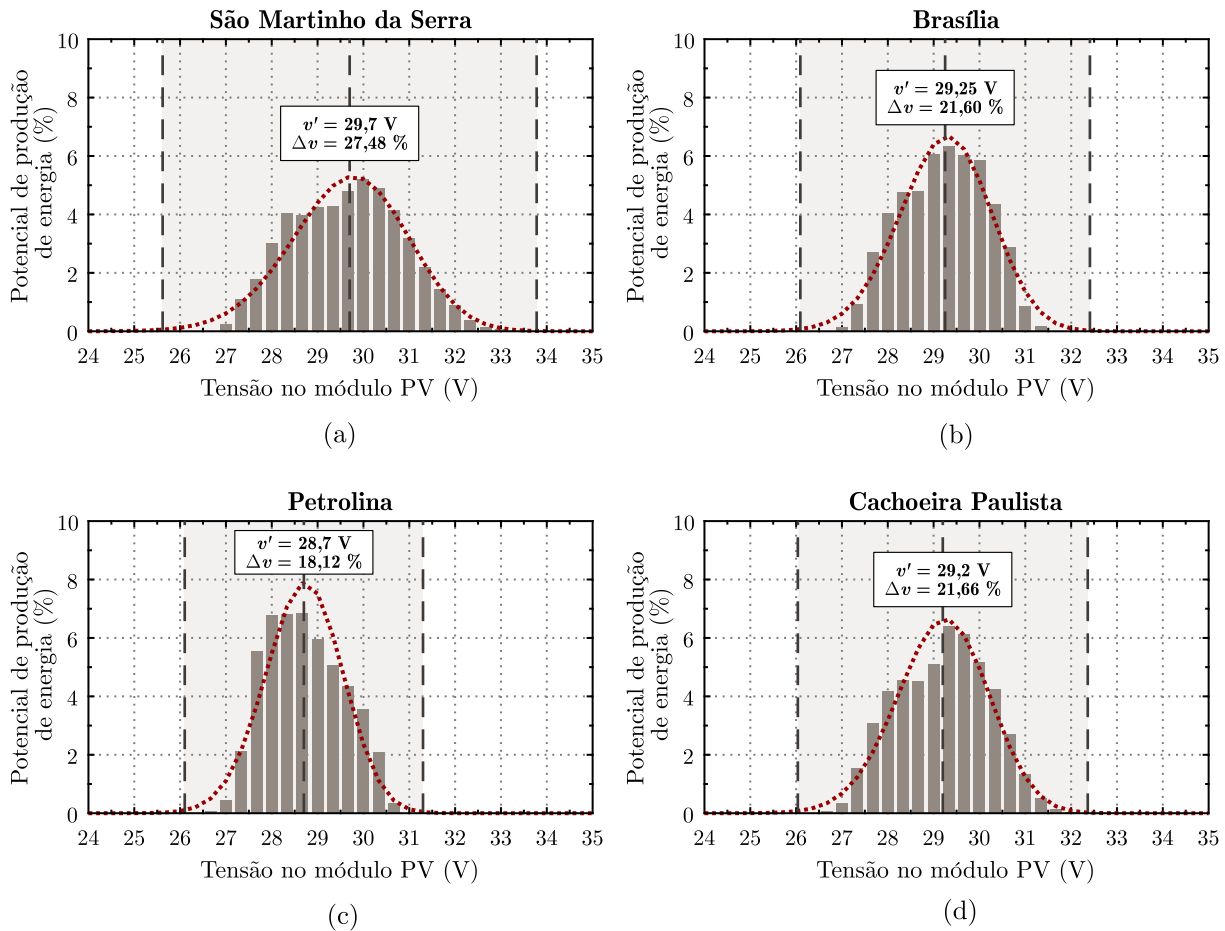 São Martinho da Serra
10
8
6
4
2
0
Potencial de produção
de energia (%)
v′ = 29,7 V
Δv = 27,48 %
24 25 26 27 28 29 30 31 32 33 34 35
Tensão no módulo PV (V)
(a)
Brasília
10
8
6
4
2
0
Potencial de produção
de energia (%)
v′ = 29,25 V
Δv = 21,60 %
24 25 26 27 28 29 30 31 32 33 34 35
Tensão no módulo PV (V)
(b)
Petrolina
10
8
6
4
2
0
Potencial de produção
de energia (%)
v′ = 28,7 V
Δv = 18,12 %
24 25 26 27 28 29 30 31 32 33 34 35
Tensão no módulo PV (V)
(c)
Cachoeira Paulista
10
8
6
4
2
0
Potencial de produção
de energia (%)
v′ = 29,2 V
Δv = 21,66 %
24 25 26 27 28 29 30 31 32 33 34 35
Tensão no módulo PV (V)
(d)